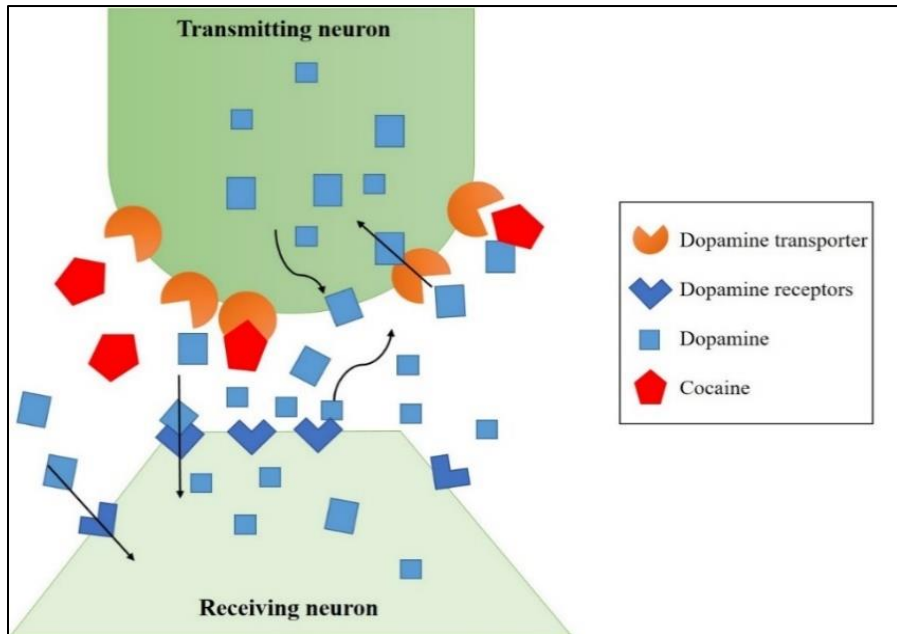 Transmitting neuron
Dopamine transporter
Dopamine receptors
Dopamine
Cocaine
Receiving neuron